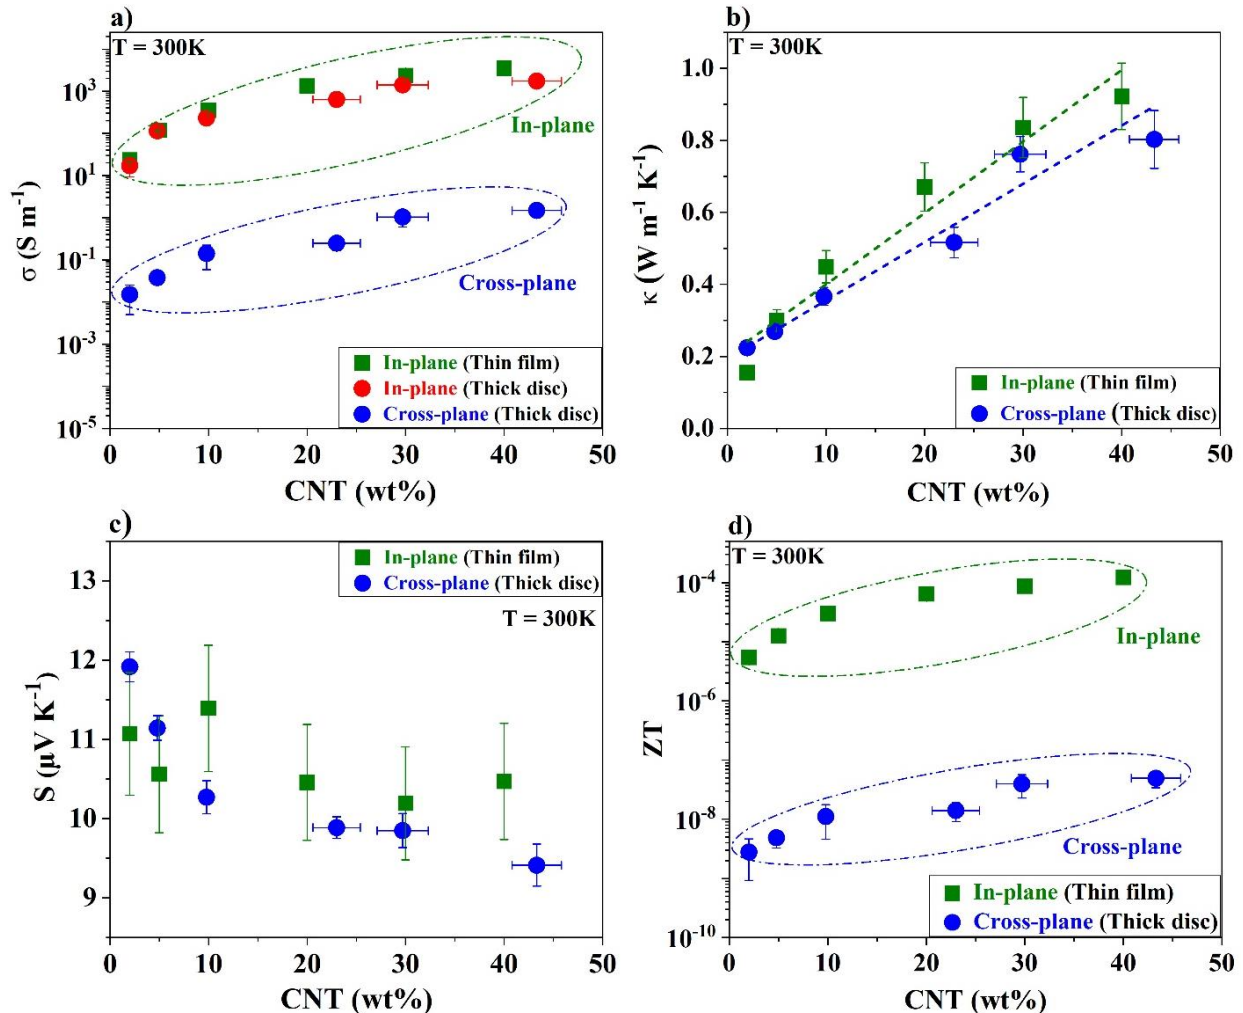 a)
T = 300K
10³
10¹
10⁻¹
10⁻³
10⁻⁵
σ (S m⁻¹)
In-plane
Cross-plane
In-plane (Thin film)
In-plane (Thick disc)
Cross-plane (Thick disc)
0 10 20 30 40 50
CNT (wt%)
b)
T = 300K
1.0
0.8
0.6
0.4
0.2
0.0
κ (W m⁻¹ K⁻¹)
In-plane (Thin film)
Cross-plane (Thick disc)
0 10 20 30 40 50
CNT (wt%)
c)
In-plane (Thin film)
Cross-plane (Thick disc)
T = 300K
13
12
11
10
9
S (µV K⁻¹)
0 10 20 30 40 50
CNT (wt%)
d)
T = 300K
10⁻⁴
10⁻⁶
10⁻⁸
10⁻¹⁰
ZT
In-plane
Cross-plane
In-plane (Thin film)
Cross-plane (Thick disc)
0 10 20 30 40 50
CNT (wt%)